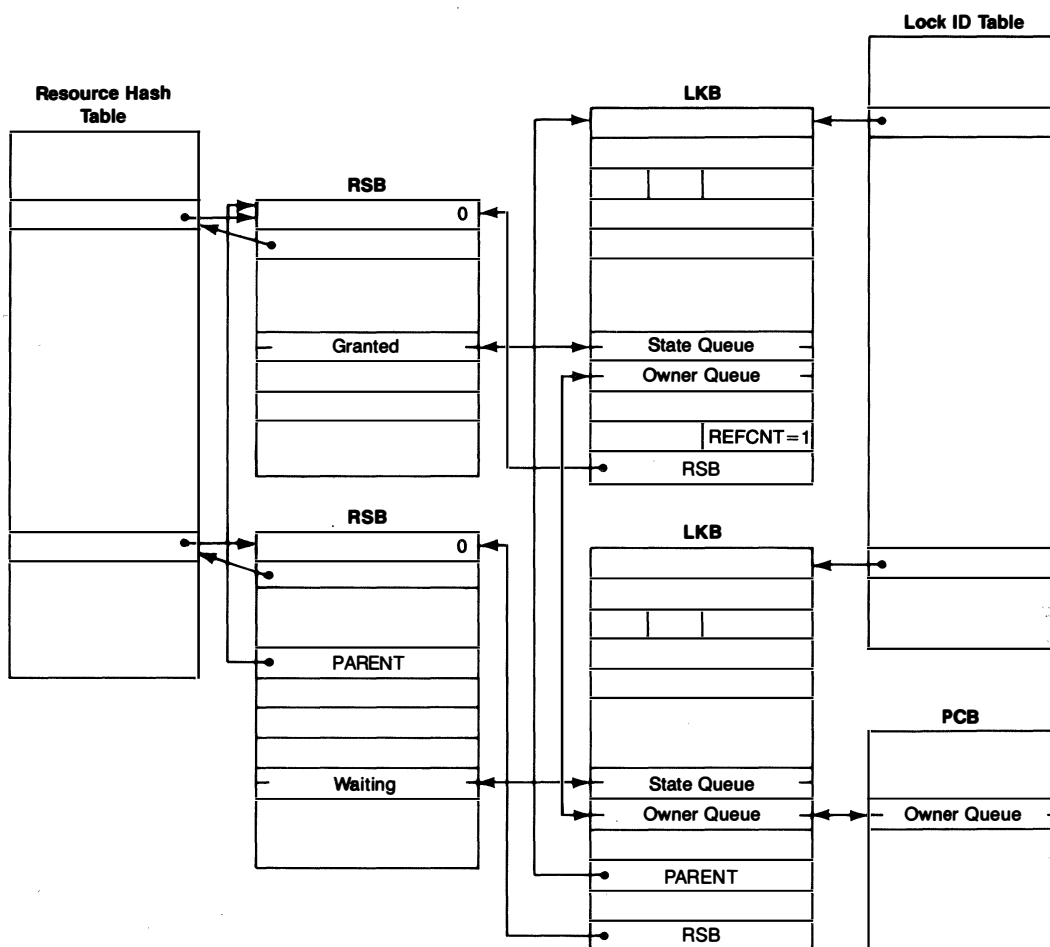 Lock ID Table
Resource Hash
Table
LKB
RSB
0
Granted
State Queue
Owner Queue
REFCNT=1
RSB
RSB
0
LKB
PARENT
PCB
Waiting
State Queue
Owner Queue
Owner Queue
PARENT
RSB